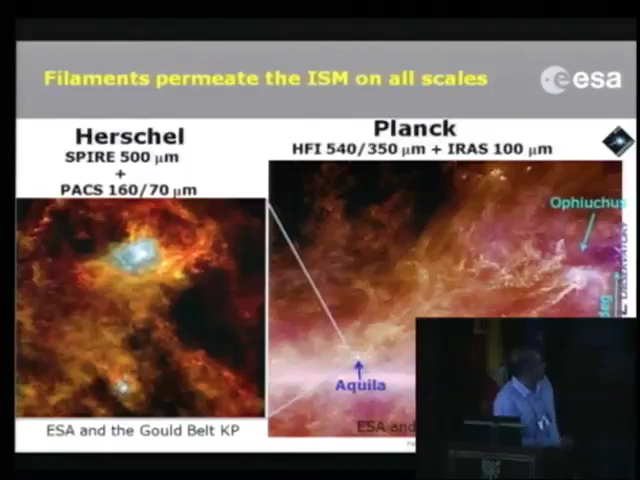 Filaments permeate the ISM on all scales
esa
Herschel
SPIRE 500 μm
+
PACS 160/70 μm
Planck
HFI 540/350 μm + IRAS 100 μm
Ophiuchus
deg
Aquila
ESA and the Gould Belt KP
ESA and